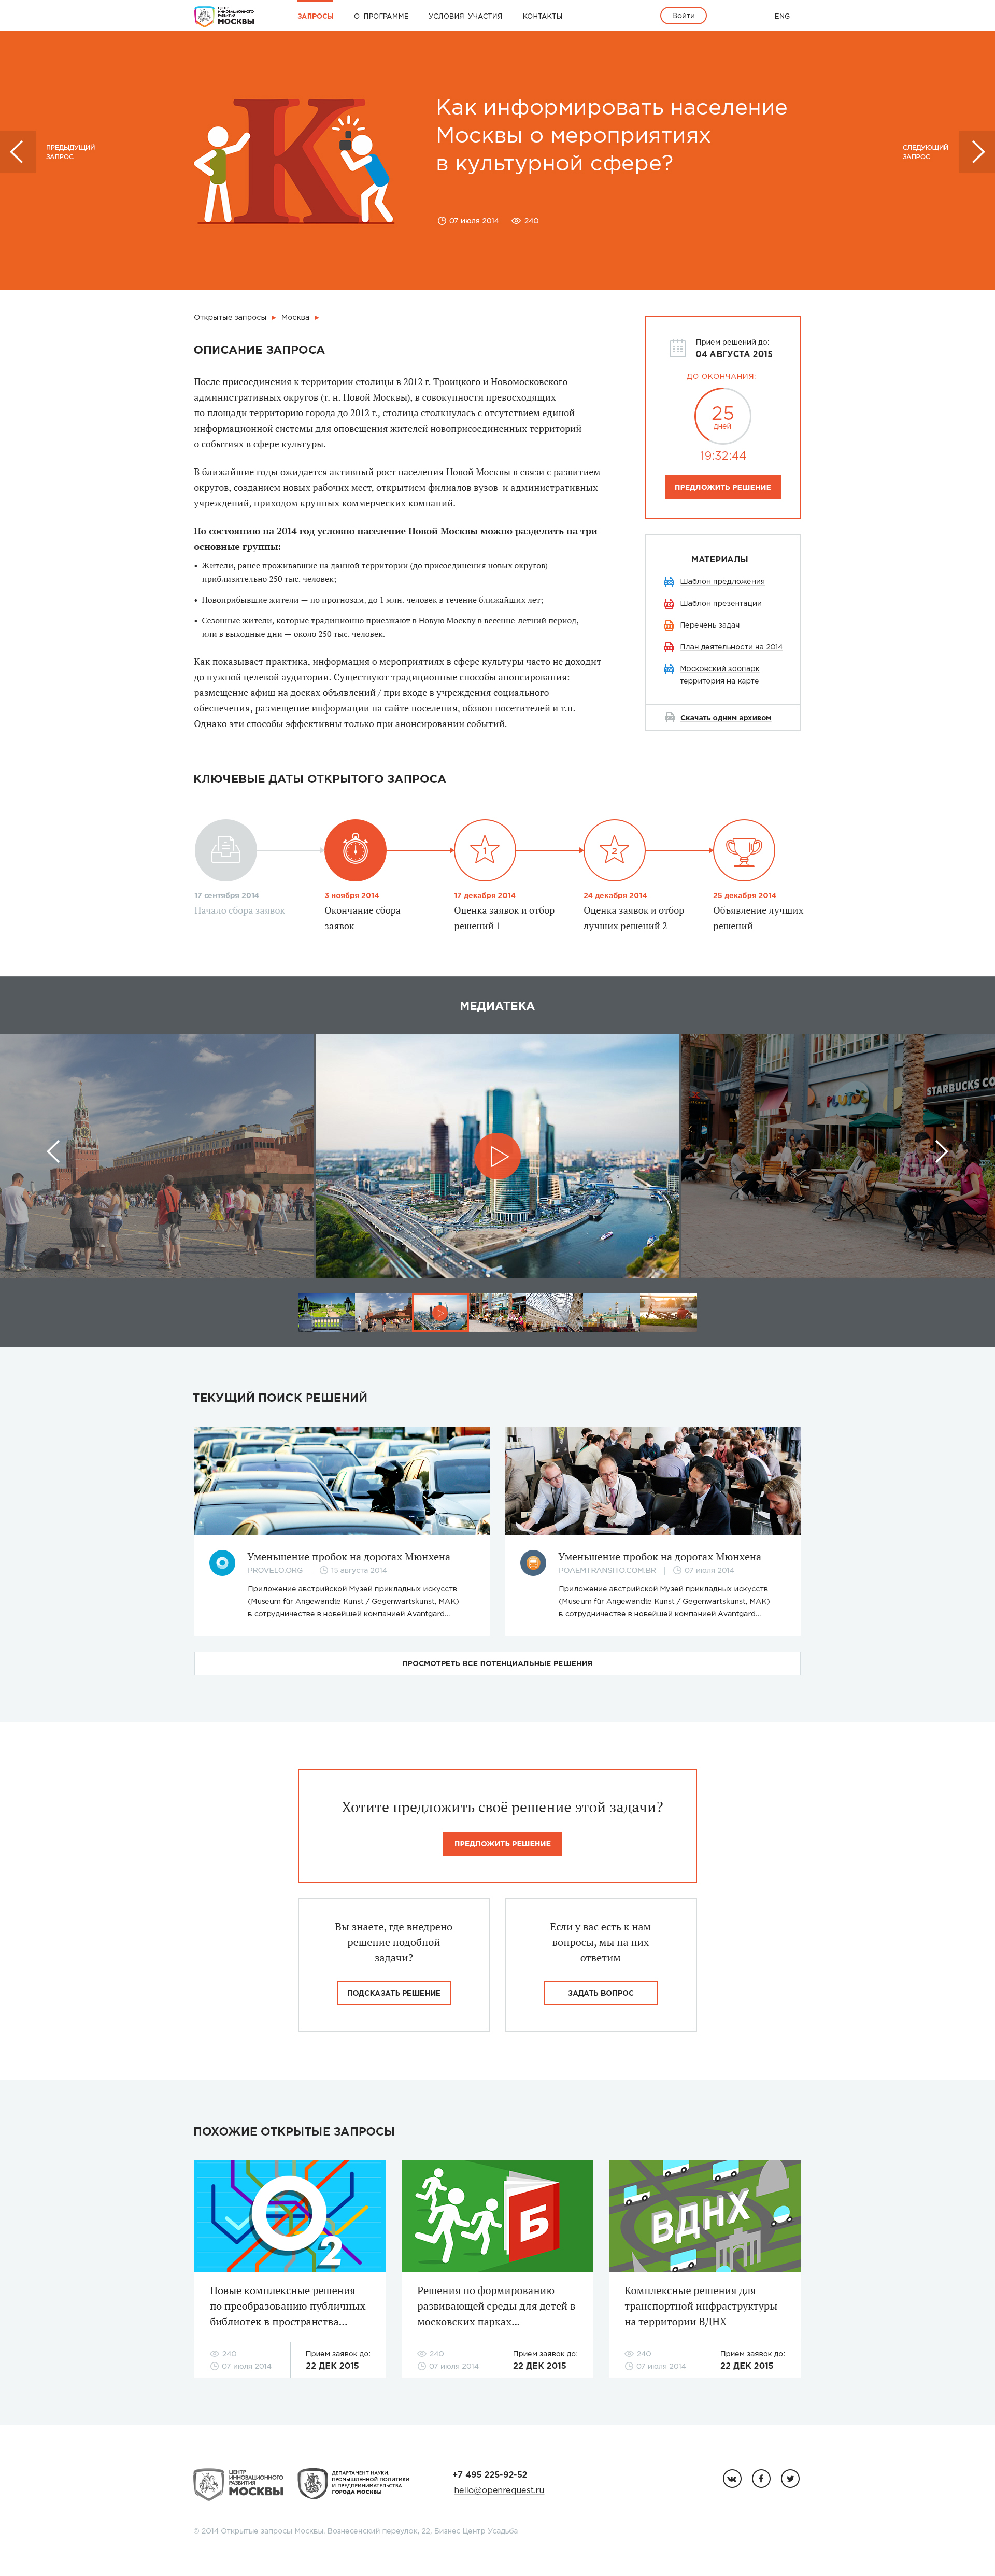 ЦЕНТР
ИННОВАЦИОННОГО
РАЗВИТИЯ
МОСКВЫ
ЗАПРОСЫ
О ПРОГРАММЕ
УСЛОВИЯ УЧАСТИЯ
КОНТАКТЫ
Войти
ENG
К
Как информировать население
Москвы о мероприятиях
в культурной сфере?
ПРЕДЫДУЩИЙ
ЗАПРОС
СЛЕДУЮЩИЙ
ЗАПРОС
07 июля 2014
240
Открытые запросы ▶ Москва ▶
ОПИСАНИЕ ЗАПРОСА
После присоединения к территории столицы в 2012 г. Троицкого и Новомосковского
административных округов (т. н. Новой Москвы), в совокупности превосходящих
по площади территорию города до 2012 г., столица столкнулась с отсутствием единой
информационной системы для оповещения жителей новоприсоединенных территорий
о событиях в сфере культуры.
В ближайшие годы ожидается активный рост населения Новой Москвы в связи с развитием
округов, созданием новых рабочих мест, открытием филиалов вузов и административных
учреждений, приходом крупных коммерческих компаний.
По состоянию на 2014 год условно население Новой Москвы можно разделить на три
основные группы:
• Жители, ранее проживавшие на данной территории (до присоединения новых округов) —
приблизительно 250 тыс. человек;
• Новоприбывшие жители — по прогнозам, до 1 млн. человек в течение ближайших лет;
• Сезонные жители, которые традиционно приезжают в Новую Москву в весенне-летний период,
или в выходные дни — около 250 тыс. человек.
Как показывает практика, информация о мероприятиях в сфере культуры часто не доходит
до нужной целевой аудитории. Существуют традиционные способы анонсирования:
размещение афиш на досках объявлений / при входе в учреждения социального
обеспечения, размещение информации на сайте поселения, обзвон посетителей и т.п.
Однако эти способы эффективны только при анонсировании событий.
Прием решений до:
04 АВГУСТА 2015
ДО ОКОНЧАНИЯ:
25
дней
19:32:44
ПРЕДЛОЖИТЬ РЕШЕНИЕ
МАТЕРИАЛЫ
Шаблон предложения
Шаблон презентации
Перечень задач
План деятельности на 2014
Московский зоопарк
территория на карте
Скачать одним архивом
КЛЮЧЕВЫЕ ДАТЫ ОТКРЫТОГО ЗАПРОСА
1
2
17 сентября 2014
Начало сбора заявок
3 ноября 2014
Окончание сбора
заявок
17 декабря 2014
Оценка заявок и отбор
решений 1
24 декабря 2014
Оценка заявок и отбор
лучших решений 2
25 декабря 2014
Объявление лучших
решений
МЕДИАТЕКА
STARBUCKS CO
ТЕКУЩИЙ ПОИСК РЕШЕНИЙ
Уменьшение пробок на дорогах Мюнхена
PROVELO.ORG
15 августа 2014
Приложение австрийской Музей прикладных искусств
(Museum für Angewandte Kunst / Gegenwartskunst, MAK)
в сотрудничестве в новейшей компанией Avantgard...
Уменьшение пробок на дорогах Мюнхена
POAEMTRANSITO.COM.BR
07 июля 2014
Приложение австрийской Музей прикладных искусств
(Museum für Angewandte Kunst / Gegenwartskunst, MAK)
в сотрудничестве в новейшей компанией Avantgard...
ПРОСМОТРЕТЬ ВСЕ ПОТЕНЦИАЛЬНЫЕ РЕШЕНИЯ
Хотите предложить своё решение этой задачи?
ПРЕДЛОЖИТЬ РЕШЕНИЕ
Вы знаете, где внедрено
решение подобной
задачи?
ПОДСКАЗАТЬ РЕШЕНИЕ
Если у вас есть к нам
вопросы, мы на них
ответим
ЗАДАТЬ ВОПРОС
ПОХОЖИЕ ОТКРЫТЫЕ ЗАПРОСЫ
O2
Б
ВДНХ
Новые комплексные решения
по преобразованию публичных
библиотек в пространства...
240
07 июля 2014
Прием заявок до:
22 ДЕК 2015
Решения по формированию
развивающей среды для детей в
московских парках...
240
07 июля 2014
Прием заявок до:
22 ДЕК 2015
Комплексные решения для
транспортной инфраструктуры
на территории ВДНХ
240
07 июля 2014
Прием заявок до:
22 ДЕК 2015
ЦЕНТР
ИННОВАЦИОННОГО
РАЗВИТИЯ
МОСКВЫ
ДЕПАРТАМЕНТ НАУКИ,
ПРОМЫШЛЕННОЙ ПОЛИТИКИ
И ПРЕДПРИНИМАТЕЛЬСТВА
ГОРОДА МОСКВЫ
+7 495 225-92-52
hello@openrequest.ru
© 2014 Открытые запросы Москвы. Вознесенский переулок, 22, Бизнес Центр Усадьба